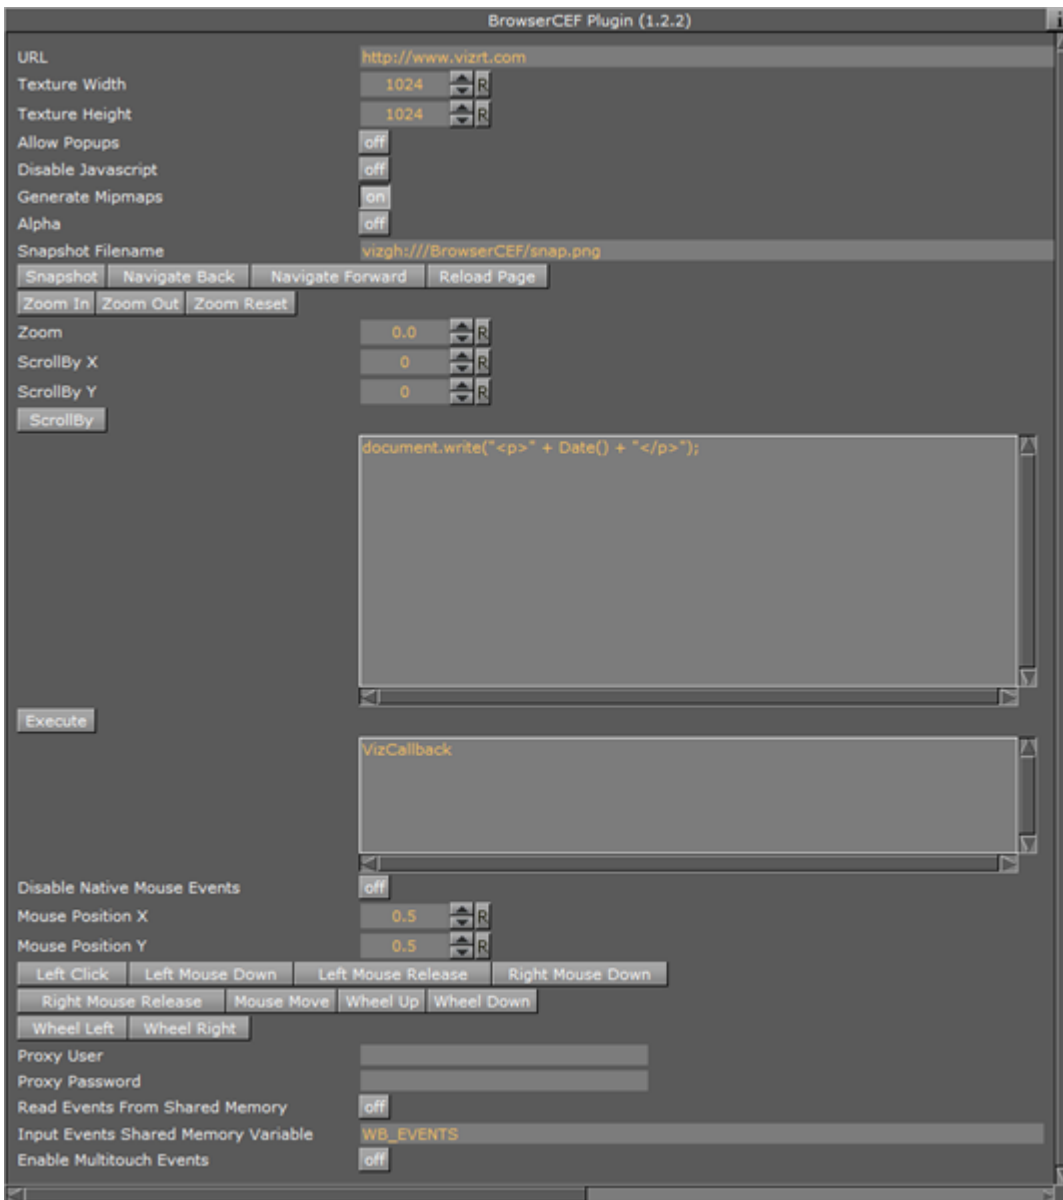 BrowserCEF Plugin (1.2.2)
URL http://www.vizrt.com
Texture Width 1024 R
Texture Height 1024 R
Allow Popups off
Disable Javascript off
Generate Mipmaps on
Alpha off
Snapshot Filename vizgh:///BrowserCEF/snap.png
Snapshot Navigate Back Navigate Forward Reload Page
Zoom In Zoom Out Zoom Reset
Zoom 0.0 R
ScrollBy X 0 R
ScrollBy Y 0 R
ScrollBy
document.write("<p>" + Date() + "</p>");
Execute
VizCallback
Disable Native Mouse Events off
Mouse Position X 0.5 R
Mouse Position Y 0.5 R
Left Click Left Mouse Down Left Mouse Release Right Mouse Down
Right Mouse Release Mouse Move Wheel Up Wheel Down
Wheel Left Wheel Right
Proxy User
Proxy Password
Read Events From Shared Memory off
Input Events Shared Memory Variable WB_EVENTS
Enable Multitouch Events off